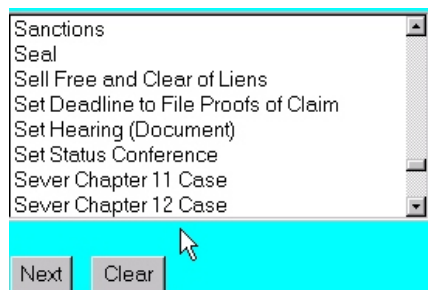 Sanctions
Seal
Sell Free and Clear of Liens
Set Deadline to File Proofs of Claim
Set Hearing (Document)
Set Status Conference
Sever Chapter 11 Case
Sever Chapter 12 Case
Next Clear